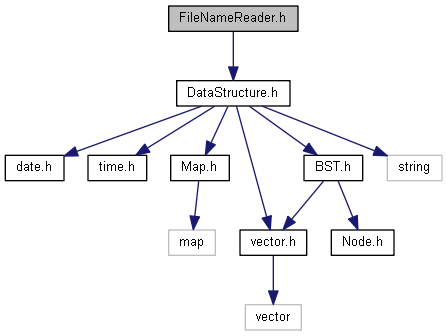 FileNameReader.h
DataStructure.h
date.h
time.h
Map.h
BST.h
string
map
vector.h
Node.h
vector